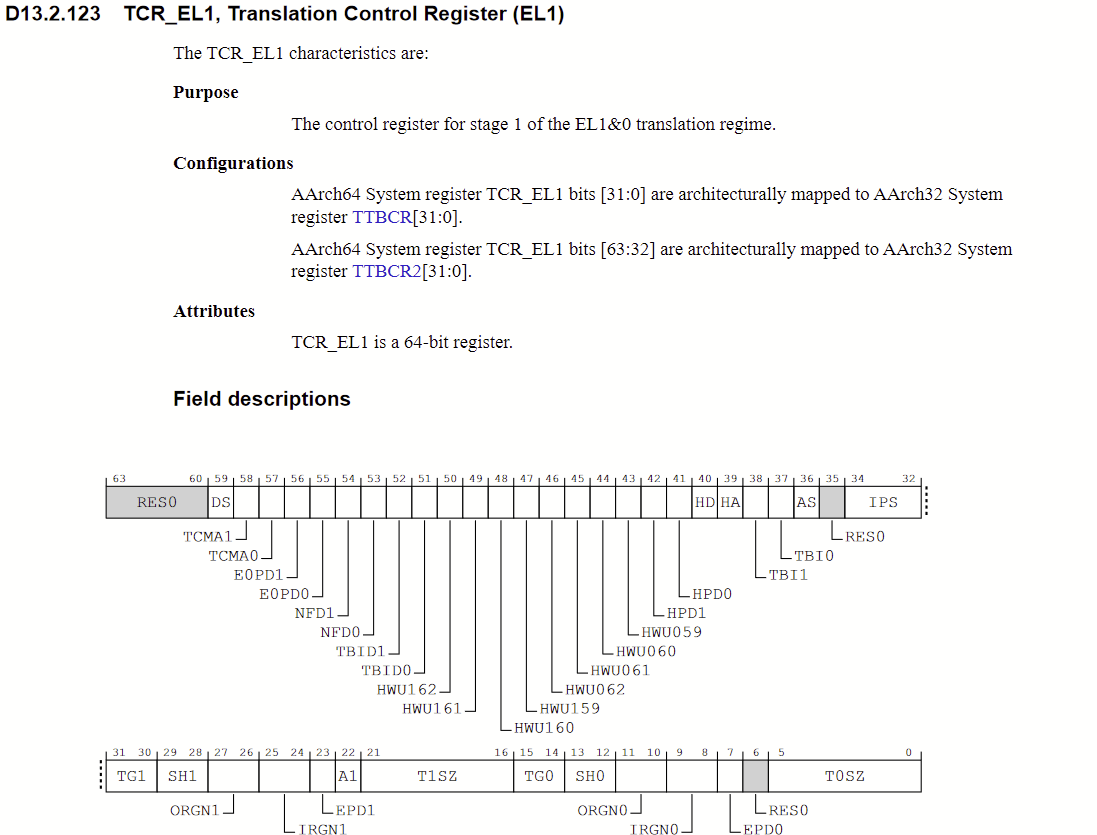 D13.2.123 TCR_EL1, Translation Control Register (EL1)
The TCR_EL1 characteristics are:
Purpose
The control register for stage 1 of the EL1&0 translation regime.
Configurations
AArch64 System register TCR_EL1 bits [31:0] are architecturally mapped to AArch32 System
register TTBCR[31:0].
AArch64 System register TCR_EL1 bits [63:32] are architecturally mapped to AArch32 System
register TTBCR2[31:0].
Attributes
TCR_EL1 is a 64-bit register.
Field descriptions
63 60 59 58 57 56 55 54 53 52 51 50 49 48 47 46 45 44 43 42 41 40 39 38 37 36 35 34 32
RES0 DS HD HA AS IPS
TCMA1 RES0
TCMA0 TBI0
E0PD1 TBI1
E0PD0 HPD0
NFD1 HPD1
NFD0 HWU059
TBID1 HWU060
TBID0 HWU061
HWU162 HWU062
HWU161 HWU159
HWU160
31 30 29 28 27 26 25 24 23 22 21 16 15 14 13 12 11 10 9 8 7 6 5 0
TG1 SH1 A1 T1SZ TG0 SH0 T0SZ
ORGN1 EPD1 ORGN0 RES0
IRGN1 IRGN0 EPD0